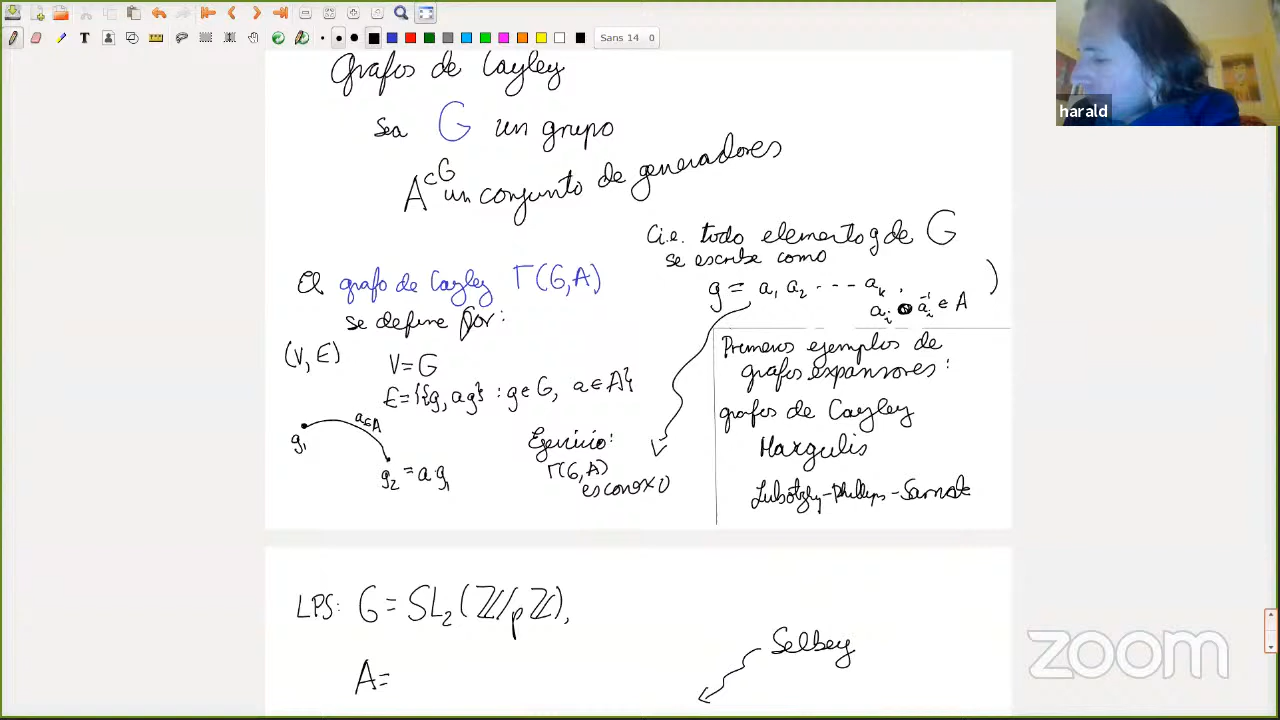 Sans 14 0
harald
Grafos de Cayley
Sea G un grupo
A ⊂ G un conjunto de generadores
(i.e. todo elemento g de G
se escribe como
g = a₁ a₂ --- aₖ, )
aᵢ ó aᵢ⁻¹ ∈ A
El grafo de Cayley Γ(G,A)
se define por:
(V, E)
V = G
E = {{g, ag} : g ∈ G, a ∈ A}
a∈A
g₁
g₂ = a g₁
Ejercicio:
Γ(G,A)
es conexo
Primeros ejemplos de
grafos expansores:
grafos de Cayley
Margulis
Lubotzky-Phillips-Sarnak
LPS: G = SL₂(ℤ/pℤ),
A =
zoom